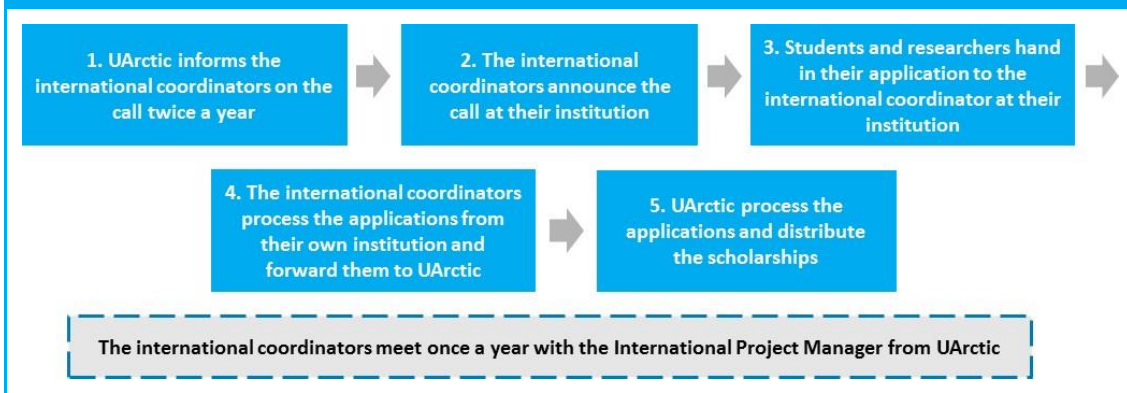 1. UArctic informs the
international coordinators on the
call twice a year
2. The international
coordinators announce the
call at their institution
3. Students and researchers hand
in their application to the
international coordinator at their
institution
4. The international coordinators
process the applications from
their own institution and
forward them to UArctic
5. UArctic process the
applications and distribute
the scholarships
The international coordinators meet once a year with the International Project Manager from UArctic